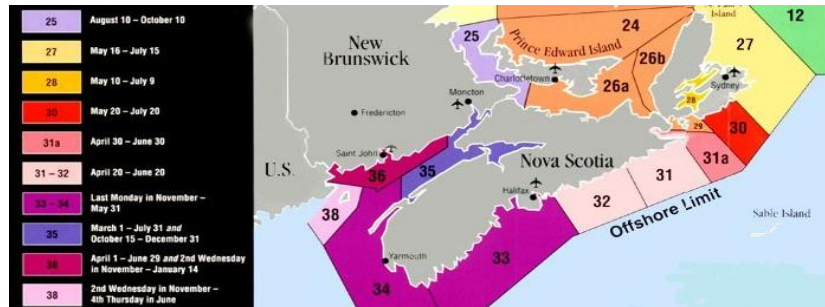 25 August 10 – October 10
27 May 16 – July 15
28 May 10 – July 9
30 May 20 – July 20
31a April 30 – June 30
31 – 32 April 20 – June 20
33 – 34 Last Monday in November –
May 31
35 March 1 – July 31 and
October 15 – December 31
36 April 1 – June 29 and 2nd Wednesday
in November – January 14
38 2nd Wednesday in November –
4th Thursday in June
New
Brunswick
25
24
Prince Edward Island
Island
12
27
26b
Charlottetown
26a
Moncton
Sydney
28
Fredericton
29
30
Saint John
31a
U.S.
36
35
Nova Scotia
31
Halifax
32
38
Offshore Limit
Sable Island
Yarmouth
33
34